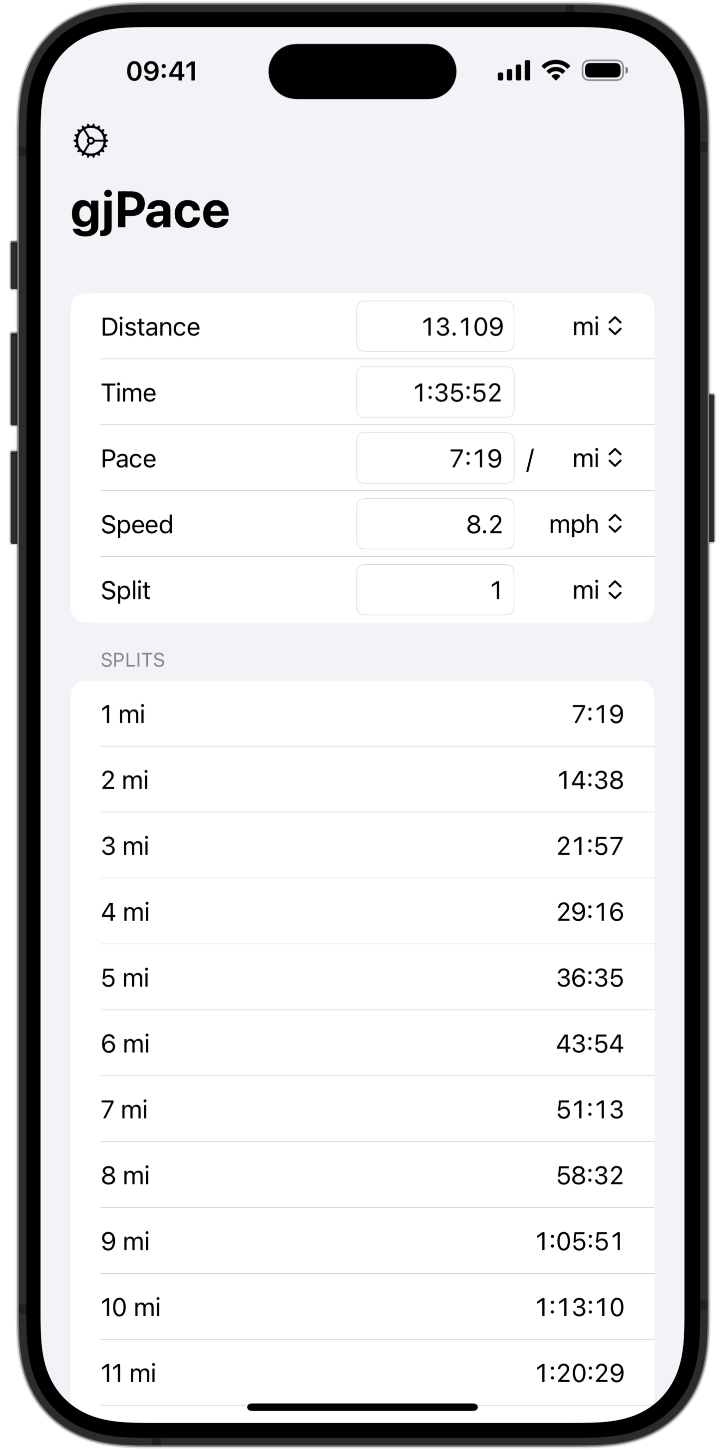 09:41
gjPace
Distance 13.109 mi
Time 1:35:52
Pace 7:19 / mi
Speed 8.2 mph
Split 1 mi
SPLITS
1 mi 7:19
2 mi 14:38
3 mi 21:57
4 mi 29:16
5 mi 36:35
6 mi 43:54
7 mi 51:13
8 mi 58:32
9 mi 1:05:51
10 mi 1:13:10
11 mi 1:20:29